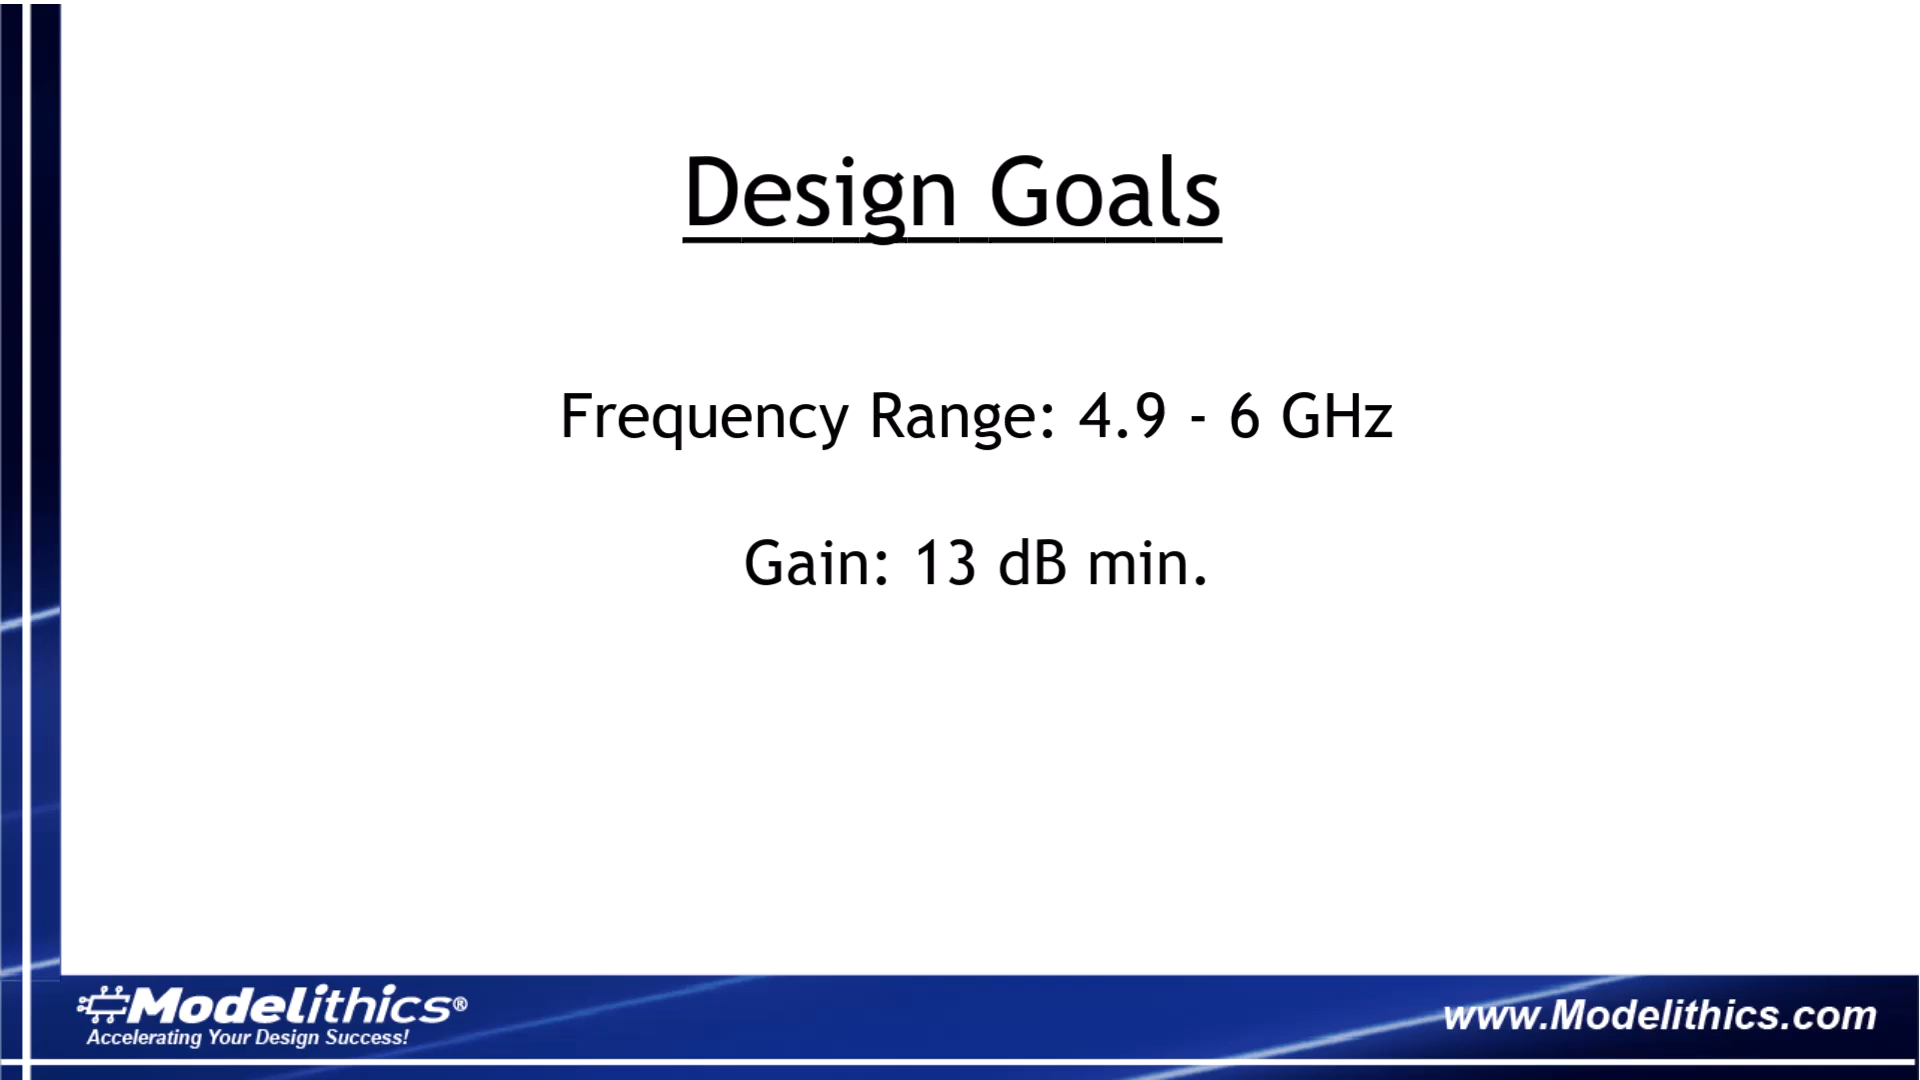 Design Goals
Frequency Range: 4.9 - 6 GHz
Gain: 13 dB min.
Modelithics®
Accelerating Your Design Success!
www.Modelithics.com